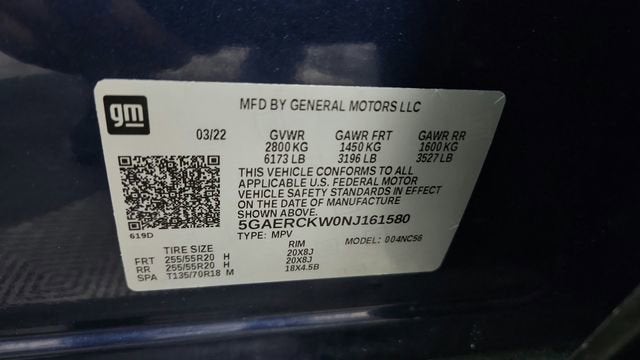 gm
MFD BY GENERAL MOTORS LLC
03/22 GVWR GAWR FRT GAWR RR
2800 KG 1450 KG 1600 KG
6173 LB 3196 LB 3527 LB
THIS VEHICLE CONFORMS TO ALL
APPLICABLE U.S. FEDERAL MOTOR
VEHICLE SAFETY STANDARDS IN EFFECT
ON THE DATE OF MANUFACTURE
SHOWN ABOVE.
5GAERCKW0NJ161580
619D
TYPE: MPV MODEL: 004NC56
TIRE SIZE RIM
FRT 255/55R20 H 20X8J
RR 255/55R20 H 20X8J
SPA T135/70R18 M 18X4.5B